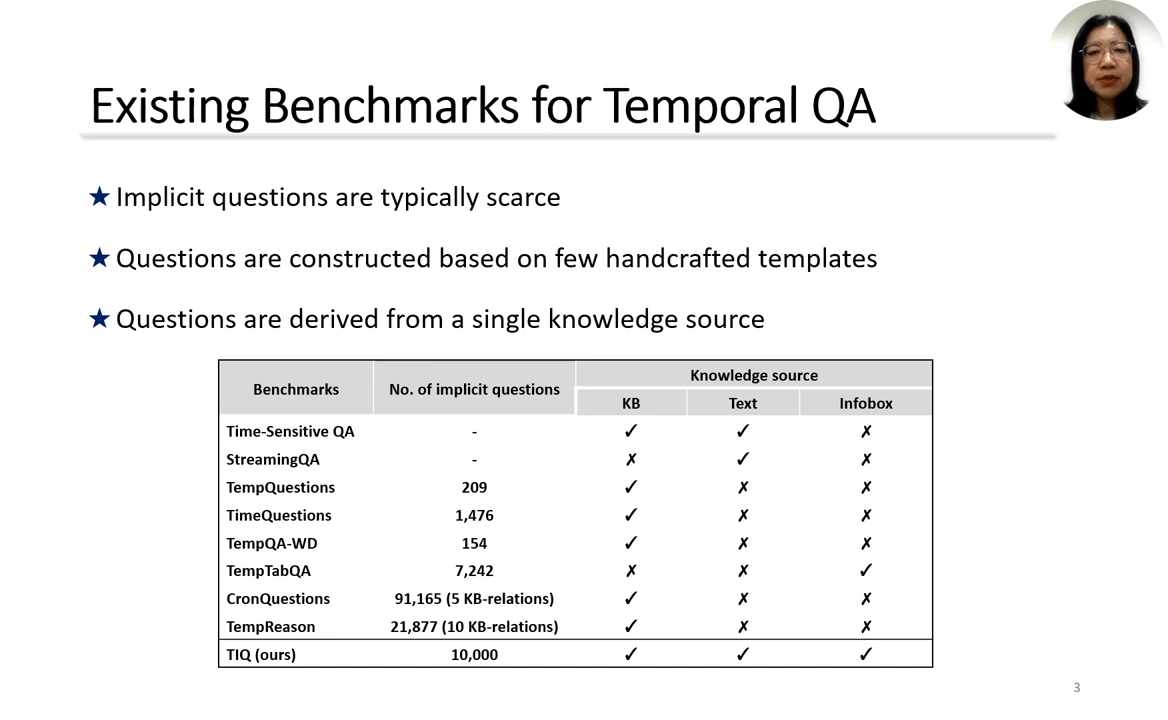 Existing Benchmarks for Temporal QA
★ Implicit questions are typically scarce
★ Questions are constructed based on few handcrafted templates
★ Questions are derived from a single knowledge source
Benchmarks No. of implicit questions Knowledge source
KB Text Infobox
Time-Sensitive QA - ✓ ✓ ✗
StreamingQA - ✗ ✓ ✗
TempQuestions 209 ✓ ✗ ✗
TimeQuestions 1,476 ✓ ✗ ✗
TempQA-WD 154 ✓ ✗ ✗
TempTabQA 7,242 ✗ ✗ ✓
CronQuestions 91,165 (5 KB-relations) ✓ ✗ ✗
TempReason 21,877 (10 KB-relations) ✓ ✗ ✗
TIQ (ours) 10,000 ✓ ✓ ✓
3